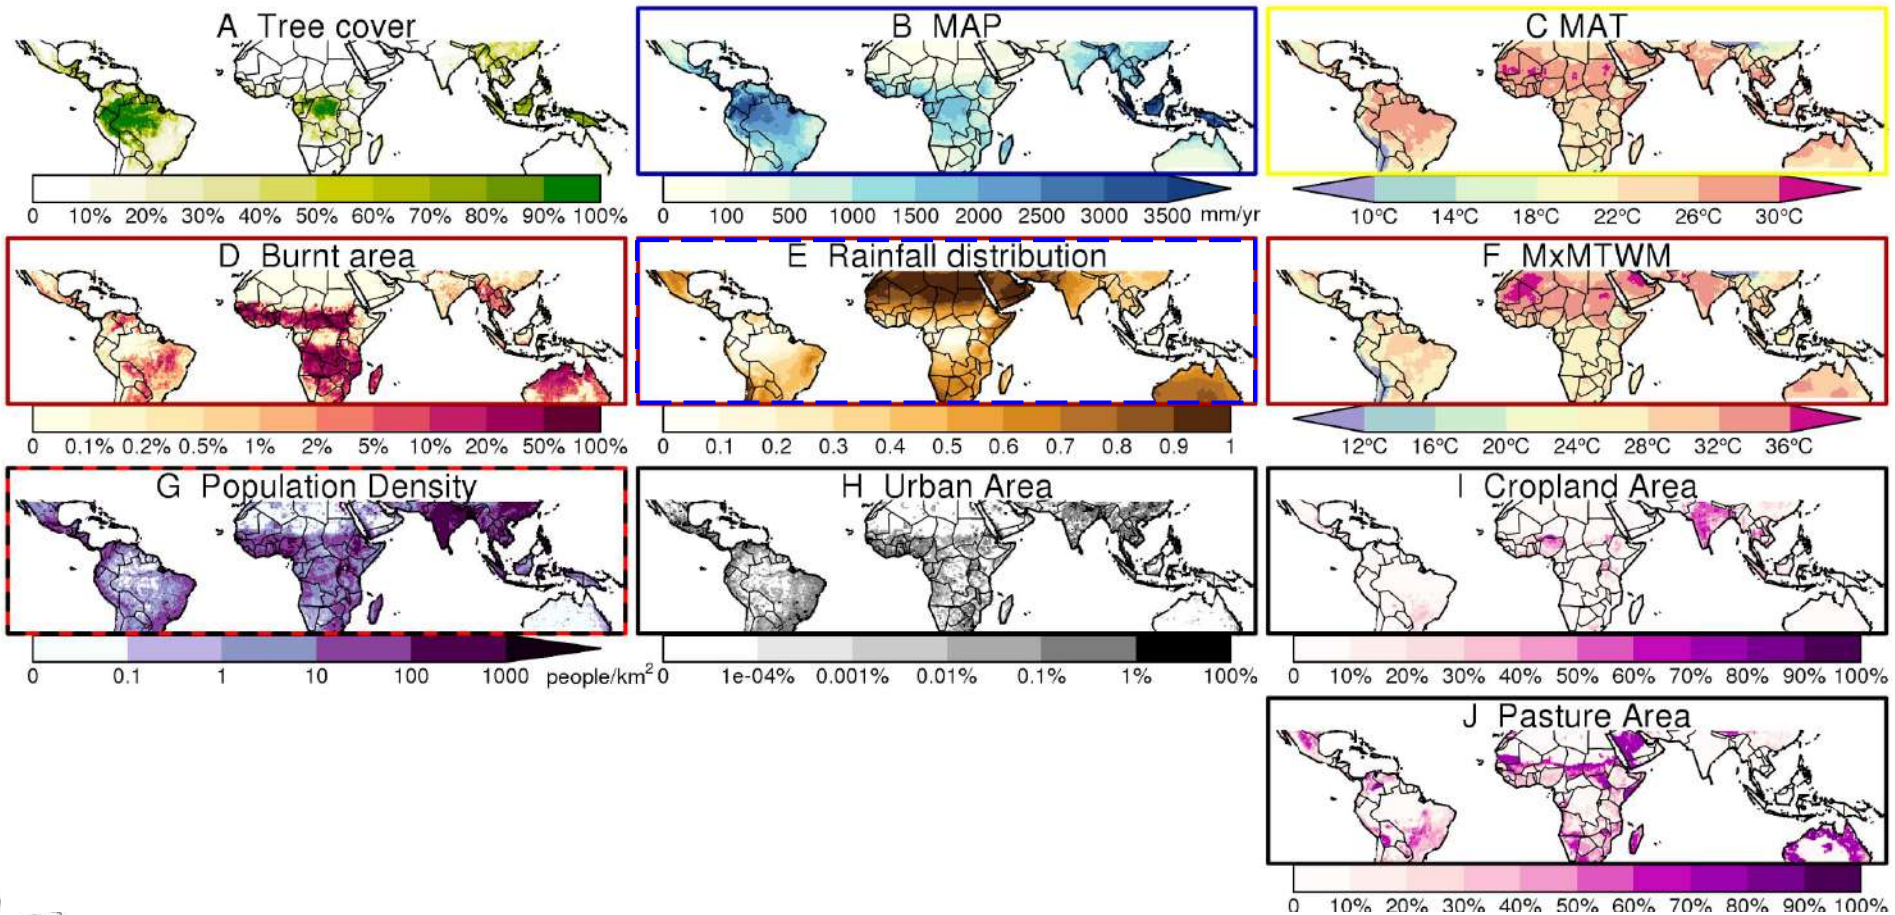 A Tree cover
0 10% 20% 30% 40% 50% 60% 70% 80% 90% 100%
B MAP
0 100 500 1000 1500 2000 2500 3000 3500 mm/yr
C MAT
10°C 14°C 18°C 22°C 26°C 30°C
D Burnt area
0 0.1% 0.2% 0.5% 1% 2% 5% 10% 20% 50% 100%
E Rainfall distribution
0 0.1 0.2 0.3 0.4 0.5 0.6 0.7 0.8 0.9 1
F MxMTWM
12°C 16°C 20°C 24°C 28°C 32°C 36°C
G Population Density
0 0.1 1 10 100 1000 people/km²
H Urban Area
0 1e-04% 0.001% 0.01% 0.1% 1% 100%
I Cropland Area
0 10% 20% 30% 40% 50% 60% 70% 80% 90% 100%
J Pasture Area
0 10% 20% 30% 40% 50% 60% 70% 80% 90% 100%